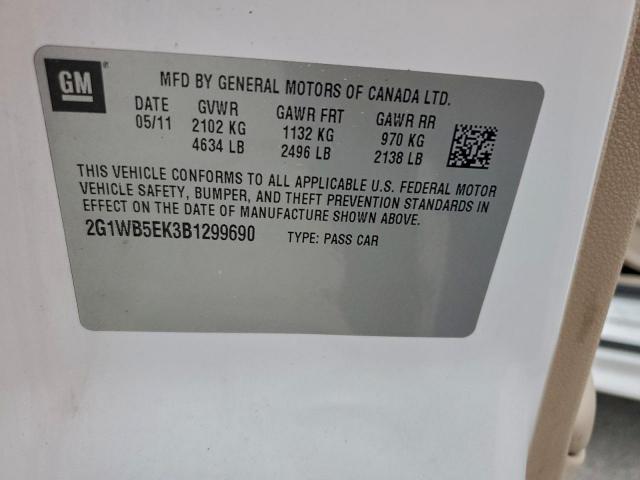 GM
MFD BY GENERAL MOTORS OF CANADA LTD.
DATE GVWR GAWR FRT GAWR RR
05/11 2102 KG 1132 KG 970 KG
4634 LB 2496 LB 2138 LB
THIS VEHICLE CONFORMS TO ALL APPLICABLE U.S. FEDERAL MOTOR
VEHICLE SAFETY, BUMPER, AND THEFT PREVENTION STANDARDS IN
EFFECT ON THE DATE OF MANUFACTURE SHOWN ABOVE.
2G1WB5EK3B1299690 TYPE: PASS CAR